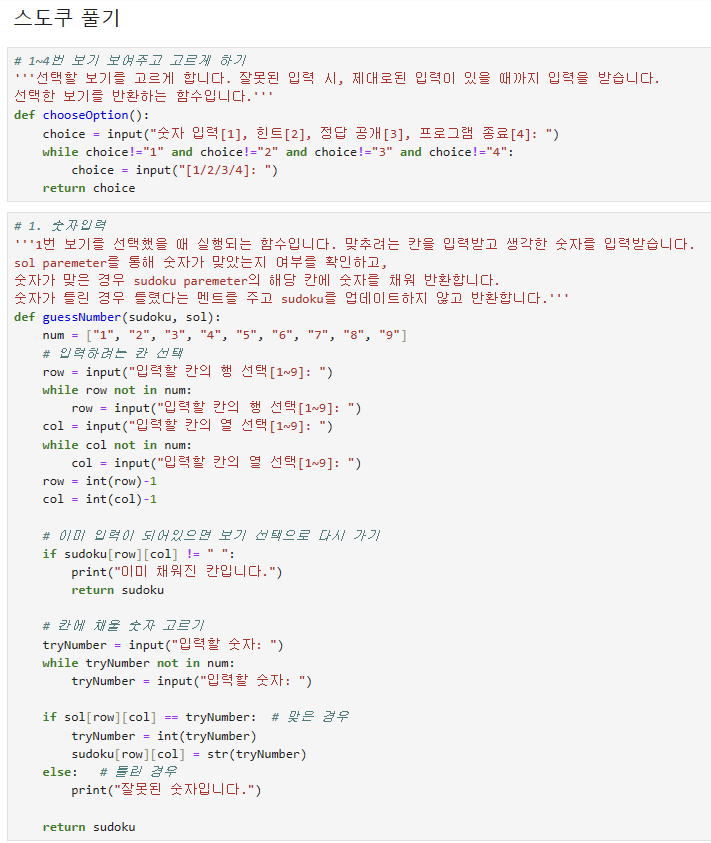 스도쿠 풀기
# 1~4번 보기 보여주고 고르게 하기
'''선택할 보기를 고르게 합니다. 잘못된 입력 시, 제대로된 입력이 있을 때까지 입력을 받습니다.
선택한 보기를 반환하는 함수입니다.'''
def chooseOption():
    choice = input("숫자 입력[1], 힌트[2], 정답 공개[3], 프로그램 종료[4]: ")
    while choice!="1" and choice!="2" and choice!="3" and choice!="4":
        choice = input("[1/2/3/4]: ")
    return choice
# 1. 숫자입력
'''1번 보기를 선택했을 때 실행되는 함수입니다. 맞추려는 칸을 입력받고 생각한 숫자를 입력받습니다.
sol paremeter를 통해 숫자가 맞았는지 여부를 확인하고,
숫자가 맞은 경우 sudoku paremeter의 해당 칸에 숫자를 채워 반환합니다.
숫자가 틀린 경우 틀렸다는 멘트를 주고 sudoku를 업데이트하지 않고 반환합니다.'''
def guessNumber(sudoku, sol):
    num = ["1", "2", "3", "4", "5", "6", "7", "8", "9"]
    # 입력하려는 칸 선택
    row = input("입력할 칸의 행 선택[1~9]: ")
    while row not in num:
        row = input("입력할 칸의 행 선택[1~9]: ")
    col = input("입력할 칸의 열 선택[1~9]: ")
    while col not in num:
        col = input("입력할 칸의 열 선택[1~9]: ")
    row = int(row)-1
    col = int(col)-1
    # 이미 입력이 되어있으면 보기 선택으로 다시 가기
    if sudoku[row][col] != " ":
        print("이미 채워진 칸입니다.")
        return sudoku
    # 칸에 채울 숫자 고르기
    tryNumber = input("입력할 숫자: ")
    while tryNumber not in num:
        tryNumber = input("입력할 숫자: ")
    if sol[row][col] == tryNumber:  # 맞은 경우
        tryNumber = int(tryNumber)
        sudoku[row][col] = str(tryNumber)
    else:   # 틀린 경우
        print("잘못된 숫자입니다.")
    return sudoku